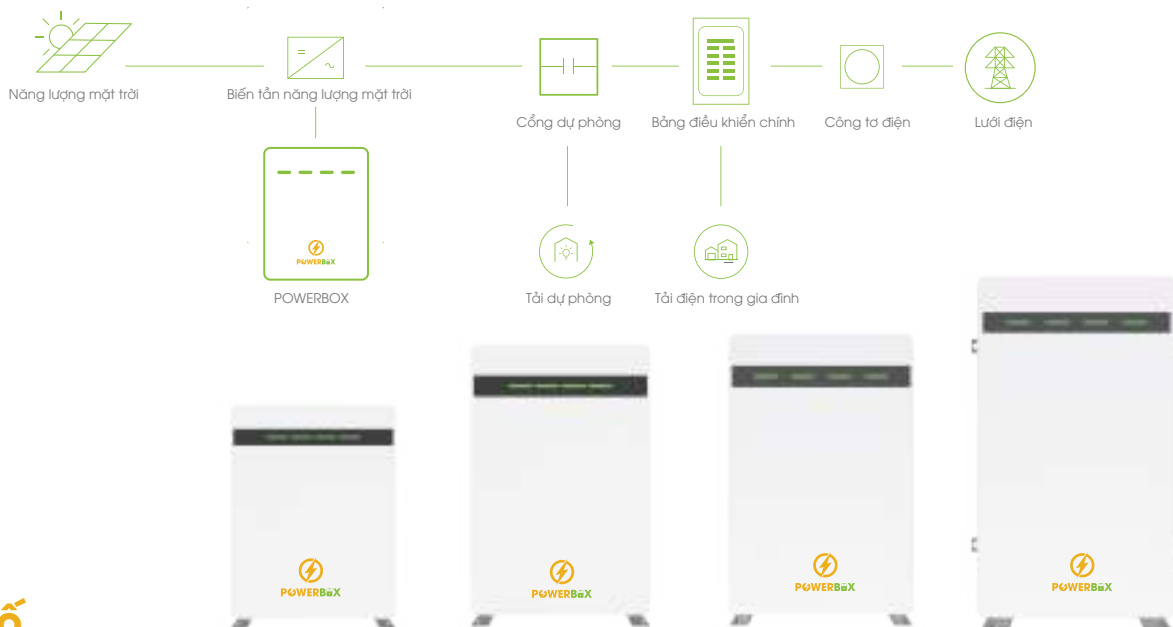 Năng lượng mặt trời
Biến tần năng lượng mặt trời
Cổng dự phòng
Bảng điều khiển chính
Công tơ điện
Lưới điện
POWERBOX
POWERBOX
Tải dự phòng
Tải điện trong gia đình
POWERBOX
POWERBOX
POWERBOX
POWERBOX